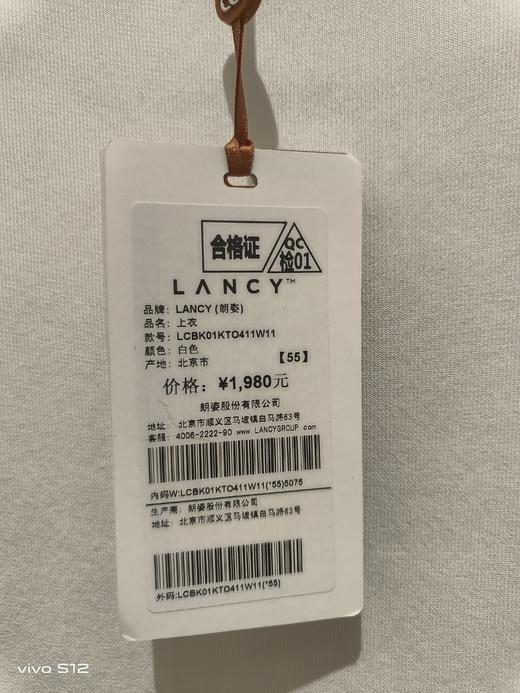 合格证
QC
检01
LANCY™
品牌: LANCY (朗姿)
品名: 上衣
款号: LCBK01KTO411W11
颜色: 白色
产地: 北京市 【55】
价格: ¥1,980元
朗姿股份有限公司
地址: 北京市顺义区马坡镇白马路63号
客服: 4006-2222-90 www.LANCYGROUP.com
内码W:LCBK01KTO411W11(*55)5075
生产商: 朗姿股份有限公司
地址: 北京市顺义区马坡镇白马路63号
外码:LCBK01KTO411W11(*55)
vivo S12